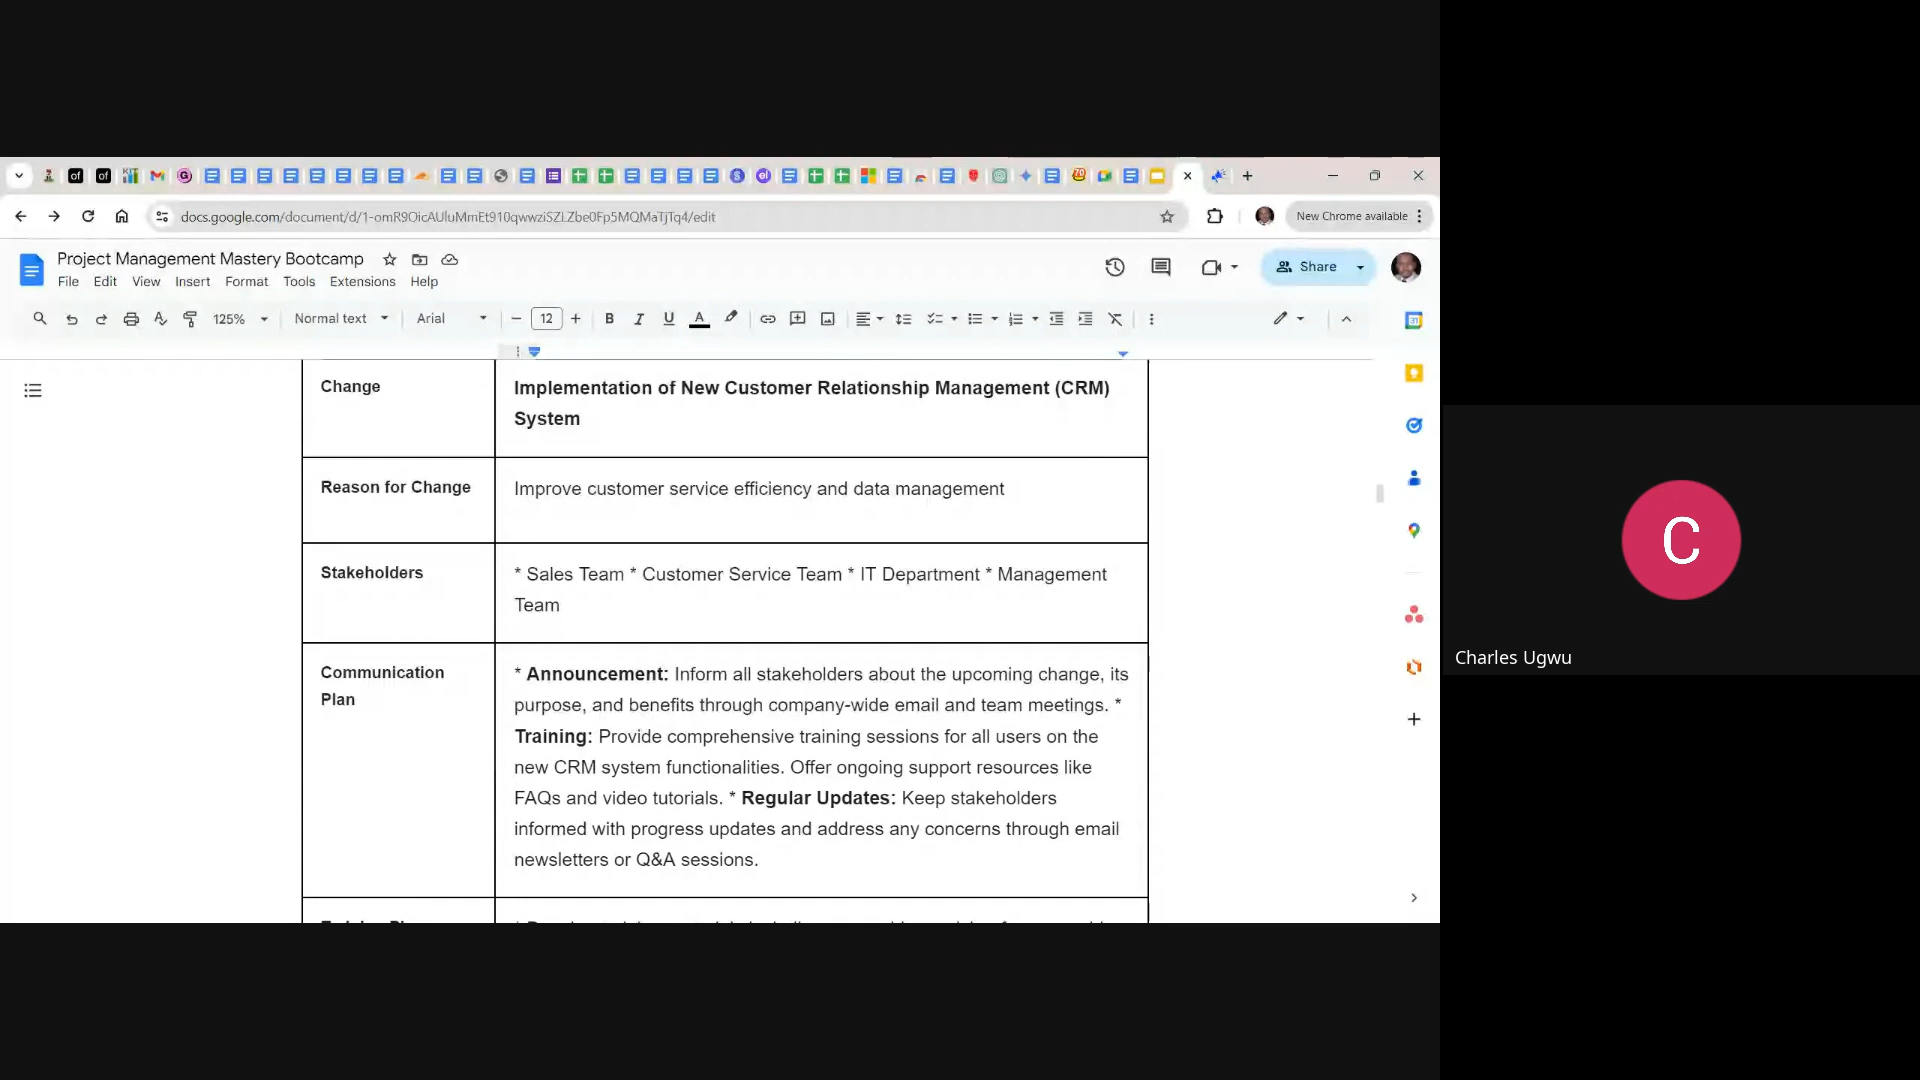 docs.google.com/document/d/1-omR9OicAUluMmEt910qwwziSZLZbe0Fp5MQMaTjTq4/edit
New Chrome available
Project Management Mastery Bootcamp
File Edit View Insert Format Tools Extensions Help
Share
125% Normal text Arial 12
Change
Implementation of New Customer Relationship Management (CRM)
System
Reason for Change
Improve customer service efficiency and data management
Stakeholders
* Sales Team * Customer Service Team * IT Department * Management
Team
Communication
Plan
* Announcement: Inform all stakeholders about the upcoming change, its
purpose, and benefits through company-wide email and team meetings. *
Training: Provide comprehensive training sessions for all users on the
new CRM system functionalities. Offer ongoing support resources like
FAQs and video tutorials. * Regular Updates: Keep stakeholders
informed with progress updates and address any concerns through email
newsletters or Q&A sessions.
C
Charles Ugwu